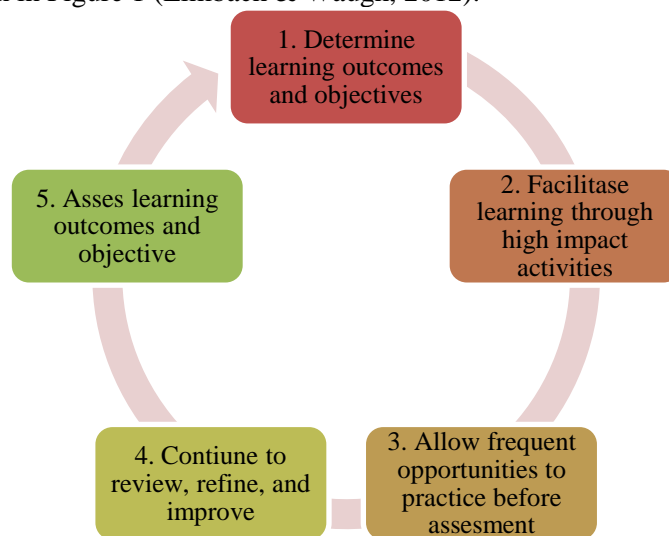 in Figure 1 (Limbach & Waugh, 2012).
1. Determine
learning outcomes
and objectives
2. Facilitase
learning through
high impact
activities
3. Allow frequent
opportunities to
practice before
assesment
4. Contiune to
review, refine, and
improve
5. Asses learning
outcomes and
objective